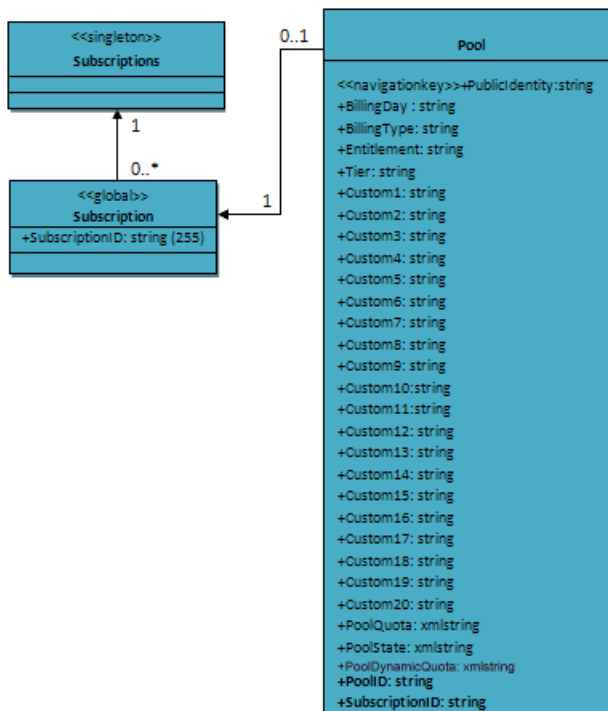 <<singleton>>
Subscriptions
1
0..*
<<global>>
Subscription
+SubscriptionID: string (255)
0..1
1
Pool
<<navigationkey>>+PublicIdentity:string
+BillingDay : string
+BillingType: string
+Entitlement: string
+Tier: string
+Custom1: string
+Custom2: string
+Custom3: string
+Custom4: string
+Custom5: string
+Custom6: string
+Custom7: string
+Custom8: string
+Custom9: string
+Custom10:string
+Custom11:string
+Custom12: string
+Custom13: string
+Custom14: string
+Custom15: string
+Custom16: string
+Custom17: string
+Custom18: string
+Custom19: string
+Custom20: string
+PoolQuota: xmlstring
+PoolState: xmlstring
+PoolDynamicQuota: xmlstring
+PoolID: string
+SubscriptionID: string